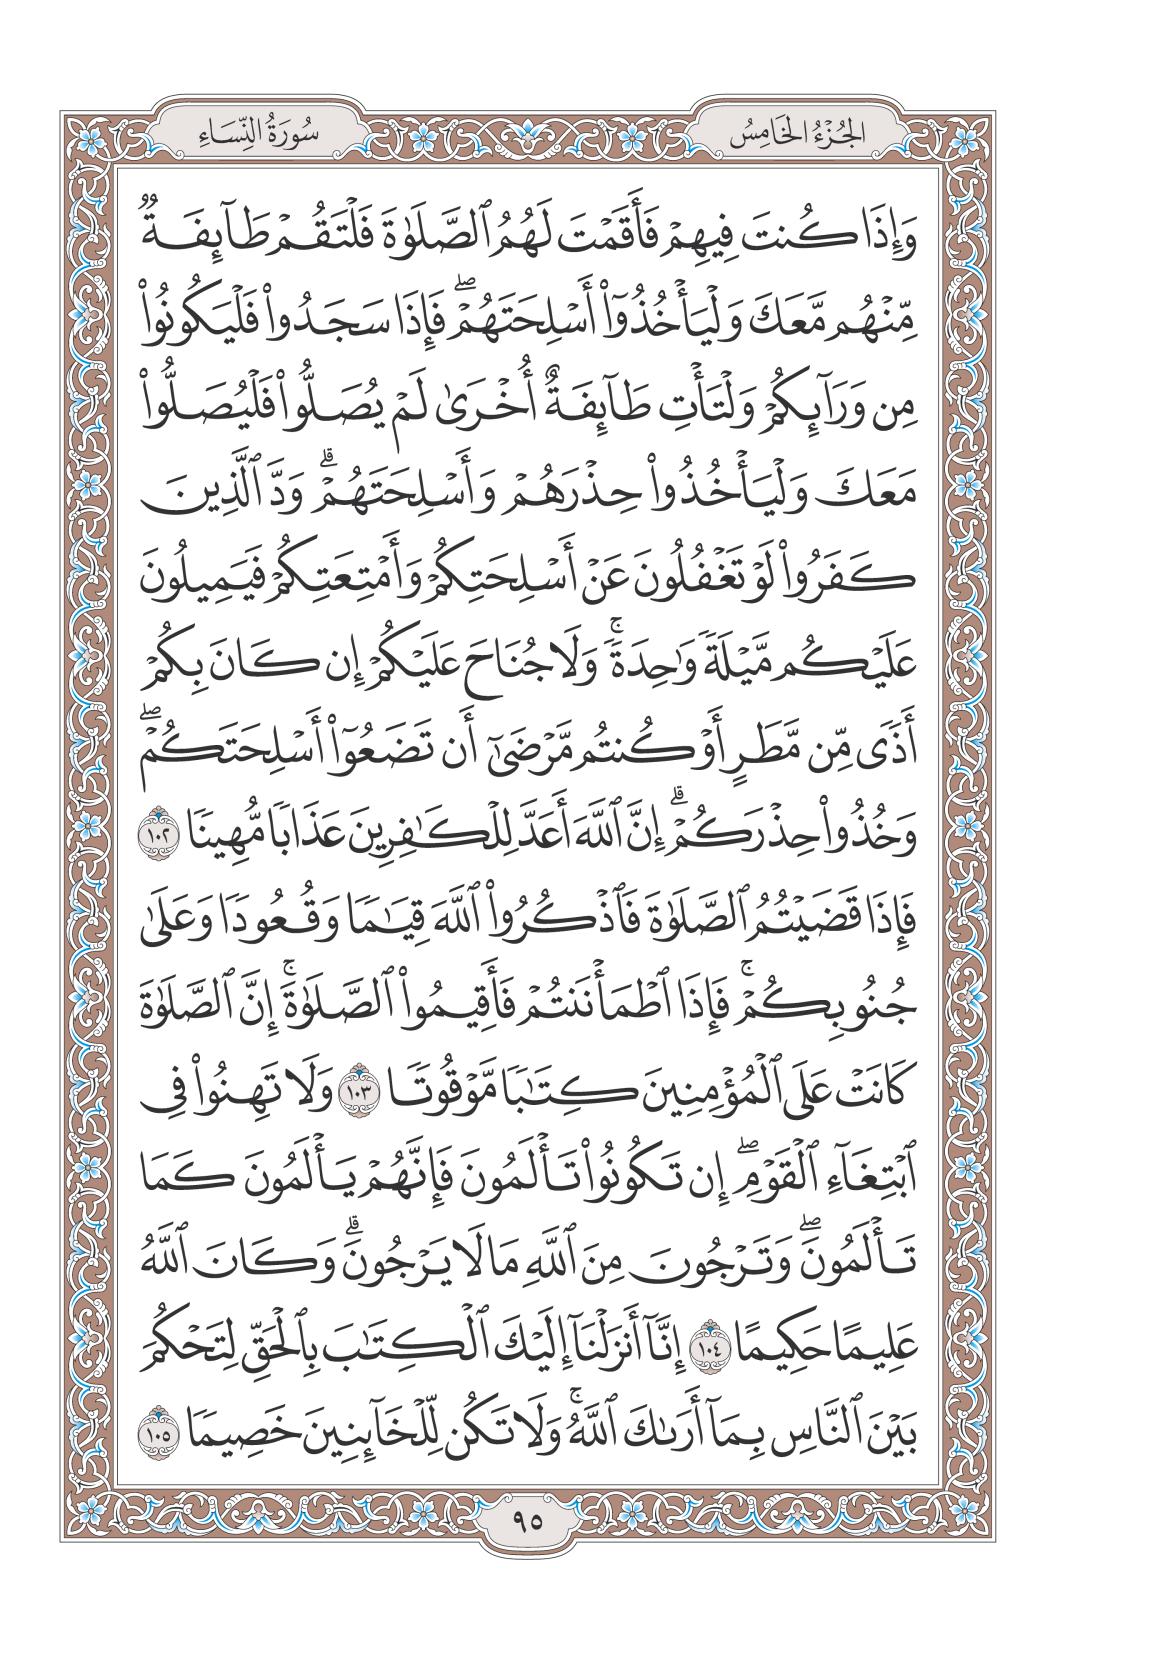 الجُزْءُ الخَامِسُ
سُورَةُ النِّسَاءِ
وَإِذَا كُنتَ فِيهِمْ فَأَقَمْتَ لَهُمُ ٱلصَّلَوٰةَ فَلْتَقُمْ طَآئِفَةٌ
مِّنْهُم مَّعَكَ وَلْيَأْخُذُوٓا۟ أَسْلِحَتَهُمْۖ فَإِذَا سَجَدُوا۟ فَلْيَكُونُوا۟
مِن وَرَآئِكُمْ وَلْتَأْتِ طَآئِفَةٌ أُخْرَىٰ لَمْ يُصَلُّوا۟ فَلْيُصَلُّوا۟
مَعَكَ وَلْيَأْخُذُوا۟ حِذْرَهُمْ وَأَسْلِحَتَهُمْۗ وَدَّ ٱلَّذِينَ
كَفَرُوا۟ لَوْ تَغْفُلُونَ عَنْ أَسْلِحَتِكُمْ وَأَمْتِعَتِكُمْ فَيَمِيلُونَ
عَلَيْكُم مَّيْلَةً وَٰحِدَةًۚ وَلَا جُنَاحَ عَلَيْكُمْ إِن كَانَ بِكُمْ
أَذًى مِّن مَّطَرٍ أَوْ كُنتُم مَّرْضَىٰٓ أَن تَضَعُوٓا۟ أَسْلِحَتَكُمْۖ
وَخُذُوا۟ حِذْرَكُمْۗ إِنَّ ٱللَّهَ أَعَدَّ لِلْكَـٰفِرِينَ عَذَابًا مُّهِينًا ١٠٢
فَإِذَا قَضَيْتُمُ ٱلصَّلَوٰةَ فَٱذْكُرُوا۟ ٱللَّهَ قِيَـٰمًا وَقُعُودًا وَعَلَىٰ
جُنُوبِكُمْۚ فَإِذَا ٱطْمَأْنَنتُمْ فَأَقِيمُوا۟ ٱلصَّلَوٰةَۚ إِنَّ ٱلصَّلَوٰةَ
كَانَتْ عَلَى ٱلْمُؤْمِنِينَ كِتَـٰبًا مَّوْقُوتًا ١٠٣ وَلَا تَهِنُوا۟ فِى
ٱبْتِغَآءِ ٱلْقَوْمِۖ إِن تَكُونُوا۟ تَأْلَمُونَ فَإِنَّهُمْ يَأْلَمُونَ كَمَا
تَأْلَمُونَۖ وَتَرْجُونَ مِنَ ٱللَّهِ مَا لَا يَرْجُونَۗ وَكَانَ ٱللَّهُ
عَلِيمًا حَكِيمًا ١٠٤ إِنَّآ أَنزَلْنَآ إِلَيْكَ ٱلْكِتَـٰبَ بِٱلْحَقِّ لِتَحْكُمَ
بَيْنَ ٱلنَّاسِ بِمَآ أَرَىٰكَ ٱللَّهُۚ وَلَا تَكُن لِّلْخَآئِنِينَ خَصِيمًا ١٠٥
٩٥